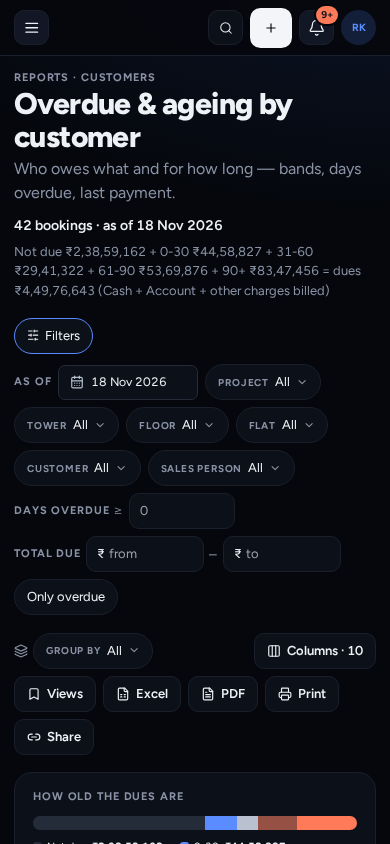 9+
RK
REPORTS · CUSTOMERS
Overdue & ageing by
customer
Who owes what and for how long — bands, days
overdue, last payment.
42 bookings · as of 18 Nov 2026
Not due ₹2,38,59,162 + 0-30 ₹44,58,827 + 31-60
₹29,41,322 + 61-90 ₹53,69,876 + 90+ ₹83,47,456 = dues
₹4,49,76,643 (Cash + Account + other charges billed)
Filters
AS OF 18 Nov 2026 PROJECT All
TOWER All FLOOR All FLAT All
CUSTOMER All SALES PERSON All
DAYS OVERDUE ≥ 0
TOTAL DUE ₹ from — ₹ to
Only overdue
GROUP BY All Columns · 10
Views Excel PDF Print
Share
HOW OLD THE DUES ARE